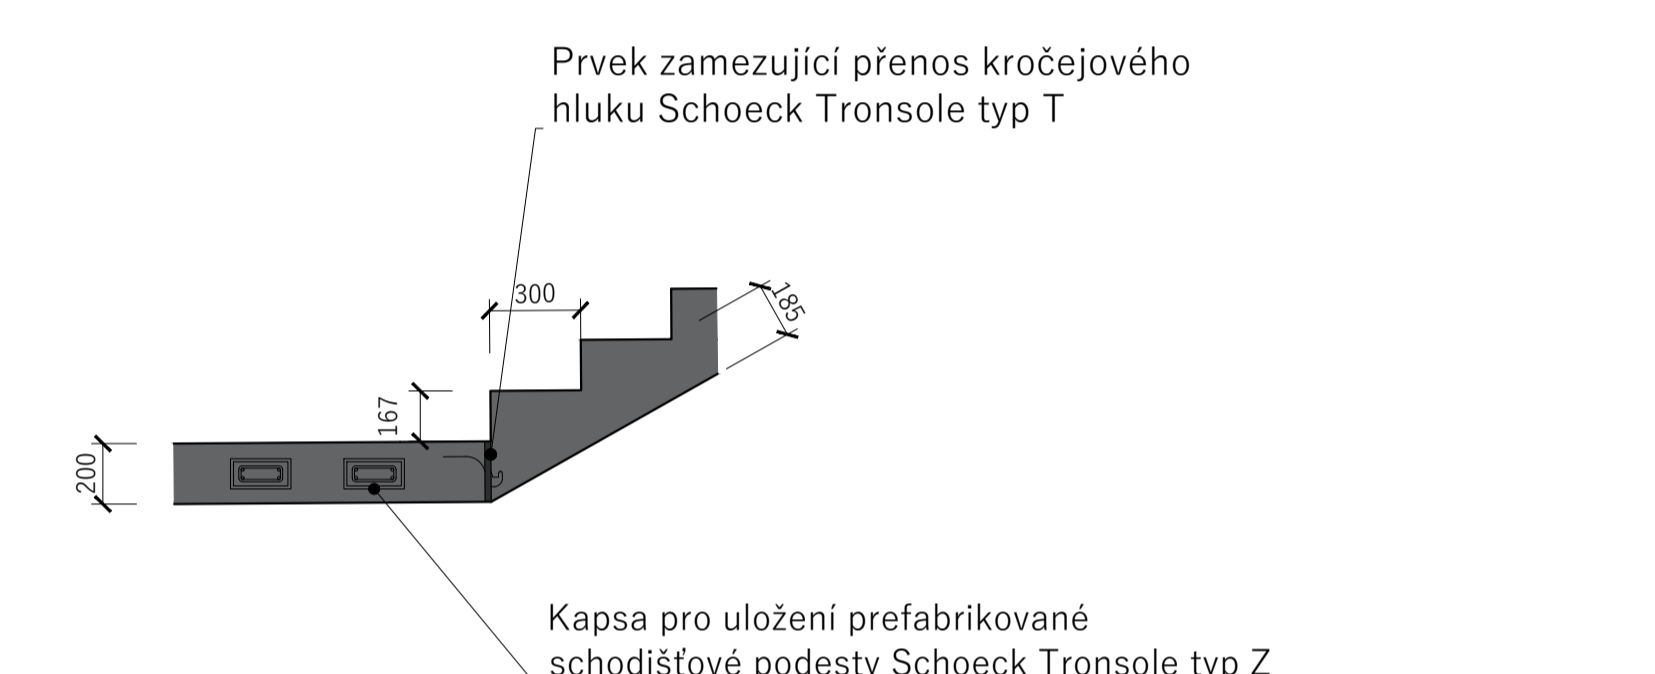 Prvek zamezující přenos kročejového
hluku Schoeck Tronsole typ T
300
185
167
200
Kapsa pro uložení prefabrikované
schodišťové podesty Schoeck Tronsole typ Z